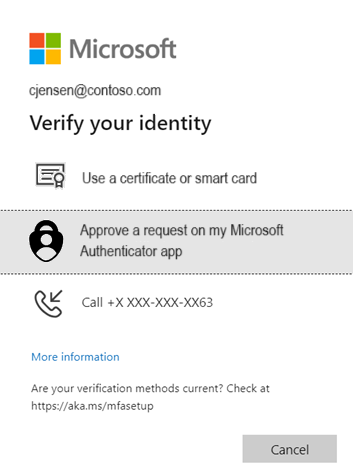 Microsoft
cjensen@contoso.com
Verify your identity
Use a certificate or smart card
Approve a request on my Microsoft
Authenticator app
Call +X XXX-XXX-XX63
More information
Are your verification methods current? Check at
https://aka.ms/mfasetup
Cancel